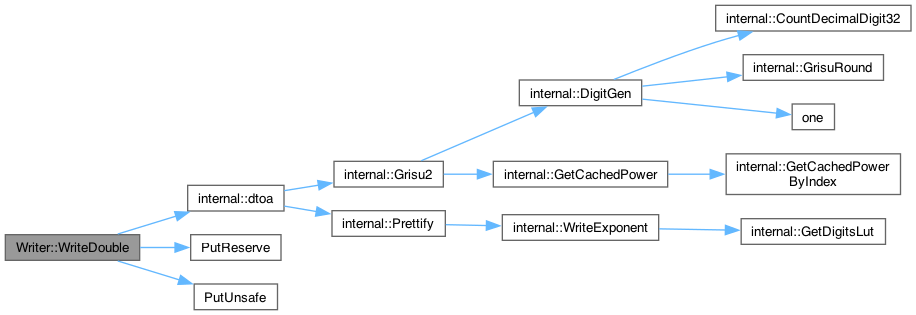 internal::CountDecimalDigit32
internal::GrisuRound
internal::DigitGen
one
internal::Grisu2
internal::GetCachedPower
internal::GetCachedPower
ByIndex
internal::dtoa
internal::Prettify
internal::WriteExponent
internal::GetDigitsLut
Writer::WriteDouble
PutReserve
PutUnsafe